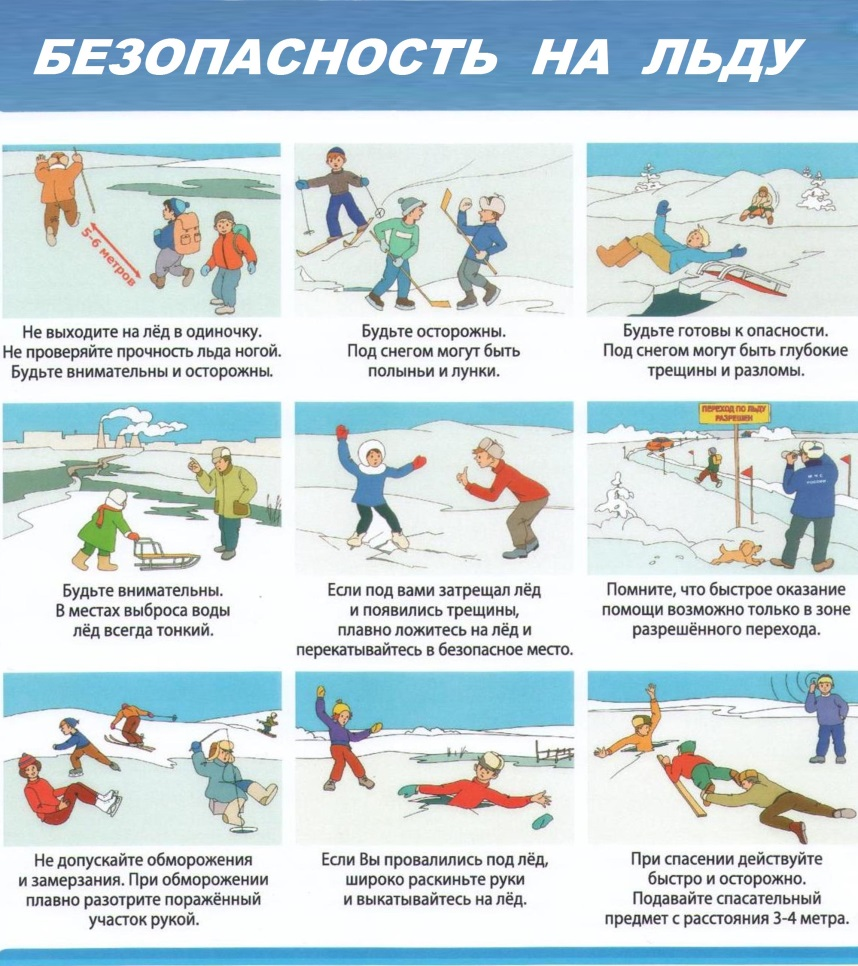 БЕЗОПАСНОСТЬ НА ЛЬДУ
5-6 метров
Не выходите на лёд в одиночку.
Не проверяйте прочность льда ногой.
Будьте внимательны и осторожны.
Будьте осторожны.
Под снегом могут быть
полыньи и лунки.
Будьте готовы к опасности.
Под снегом могут быть глубокие
трещины и разломы.
Будьте внимательны.
В местах выброса воды
лёд всегда тонкий.
Если под вами затрещал лёд
и появились трещины,
плавно ложитесь на лёд и
перекатывайтесь в безопасное место.
ПЕРЕХОД ПО ЛЬДУ
РАЗРЕШЕН
МЧС
РОССИИ
Помните, что быстрое оказание
помощи возможно только в зоне
разрешённого перехода.
Не допускайте обморожения
и замерзания. При обморожении
плавно разотрите поражённый
участок рукой.
Если Вы провалились под лёд,
широко раскиньте руки
и выкатывайтесь на лёд.
При спасении действуйте
быстро и осторожно.
Подавайте спасательный
предмет с расстояния 3-4 метра.